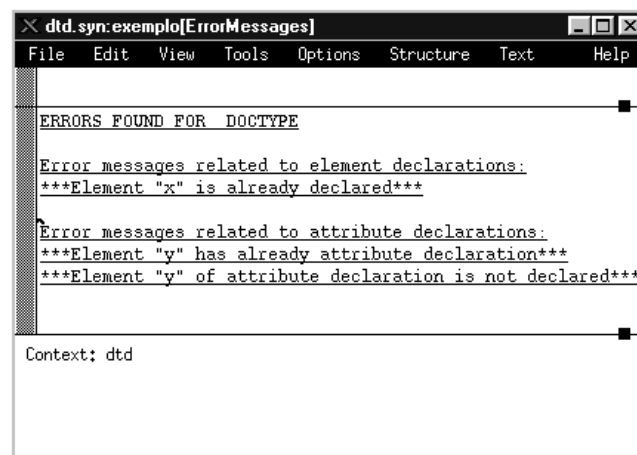 dtd.syn:exemplo[ErrorMessages]
File Edit View Tools Options Structure Text Help
ERRORS FOUND FOR DOCTYPE
Error messages related to element declarations:
***Element "x" is already declared***
Error messages related to attribute declarations:
***Element "y" has already attribute declaration***
***Element "y" of attribute declaration is not declared***
Context: dtd